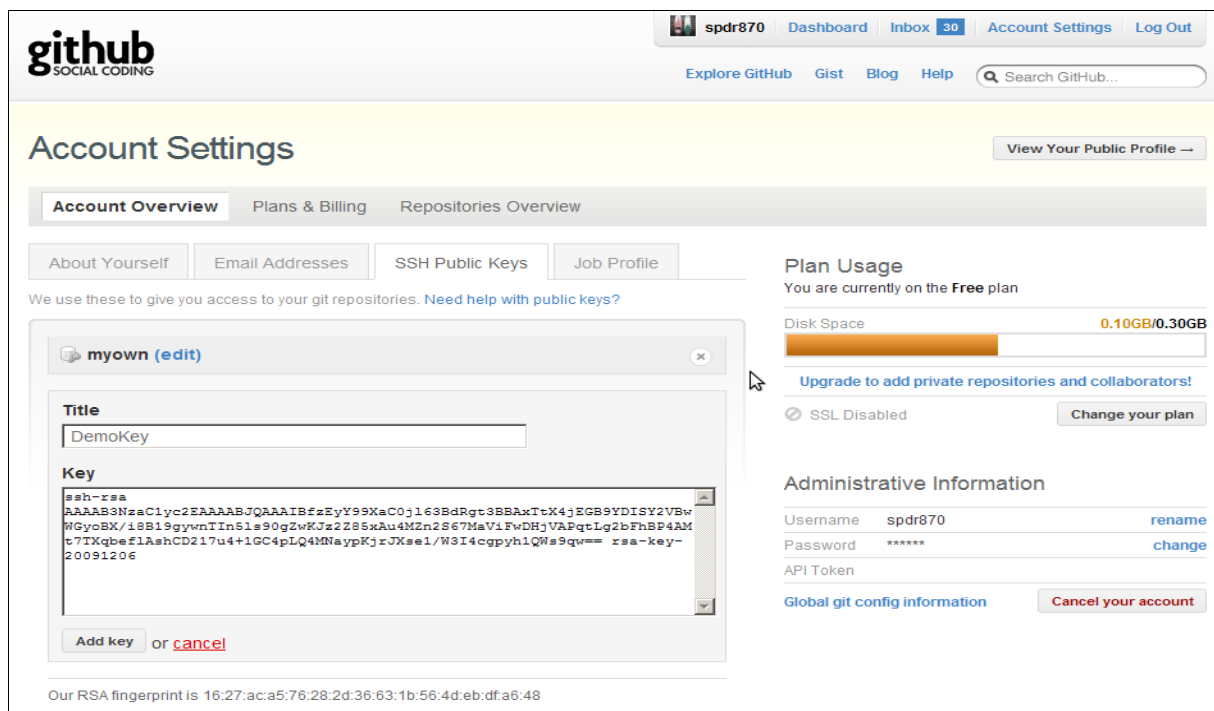 github
SOCIAL CODING
spdr870 Dashboard Inbox 30 Account Settings Log Out
Explore GitHub Gist Blog Help Search GitHub...
Account Settings
View Your Public Profile →
Account Overview Plans & Billing Repositories Overview
About Yourself Email Addresses SSH Public Keys Job Profile
We use these to give you access to your git repositories. Need help with public keys?
myown (edit)
Title
DemoKey
Key
ssh-rsa
AAAAB3NzaC1yc2EAAAABJQAAAIBfzEyY99XaC0jl63BdRgt3BBAxTtX4jEGB9YDISY2VBw
WGyoBX/i8B19gywnTInSls90gZwKJz2Z85xAu4MZn2S67MaViFwDHjVAPqtLg2bFhBP4AM
t7TXqbeflAshCD217u4+1GC4pLQ4MNaypKjrJXse1/W3I4cgpyh1QWs9qw== rsa-key-
20091206
Add key or cancel
Our RSA fingerprint is 16:27:ac:a5:76:28:2d:36:63:1b:56:4d:eb:df:a6:48
Plan Usage
You are currently on the Free plan
Disk Space 0.10GB/0.30GB
Upgrade to add private repositories and collaborators!
SSL Disabled Change your plan
Administrative Information
Username spdr870 rename
Password ****** change
API Token
Global git config information Cancel your account